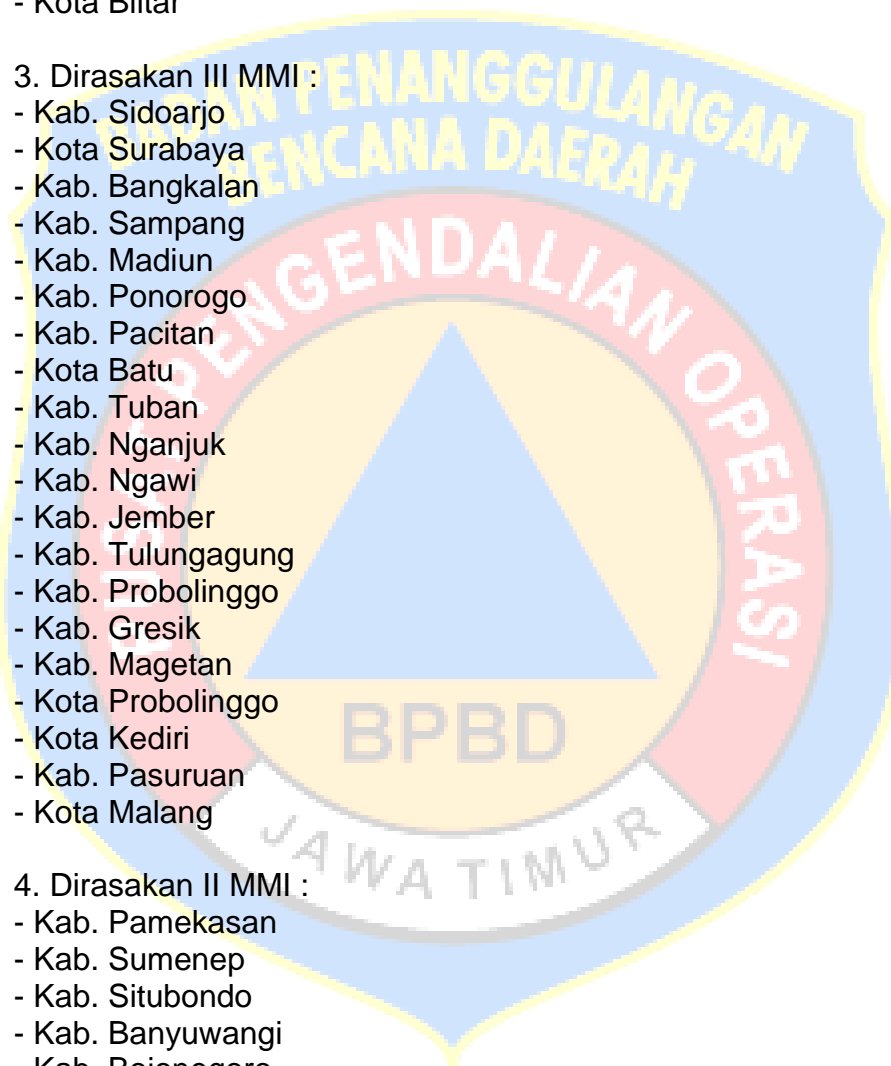 - Kota Blitar
3. Dirasakan III MMI :
- Kab. Sidoarjo
- Kota Surabaya
- Kab. Bangkalan
- Kab. Sampang
- Kab. Madiun
- Kab. Ponorogo
- Kab. Pacitan
- Kota Batu
- Kab. Tuban
- Kab. Nganjuk
- Kab. Ngawi
- Kab. Jember
- Kab. Tulungagung
- Kab. Probolinggo
- Kab. Gresik
- Kab. Magetan
- Kota Probolinggo
- Kota Kediri
- Kab. Pasuruan
- Kota Malang
4. Dirasakan II MMI :
- Kab. Pamekasan
- Kab. Sumenep
- Kab. Situbondo
- Kab. Banyuwangi
- Kab. Bojonegoro
BADAN PENANGGULANGAN
BENCANA DAERAH
PUSAT PENGENDALIAN OPERASI
BPBD
JAWA TIMUR